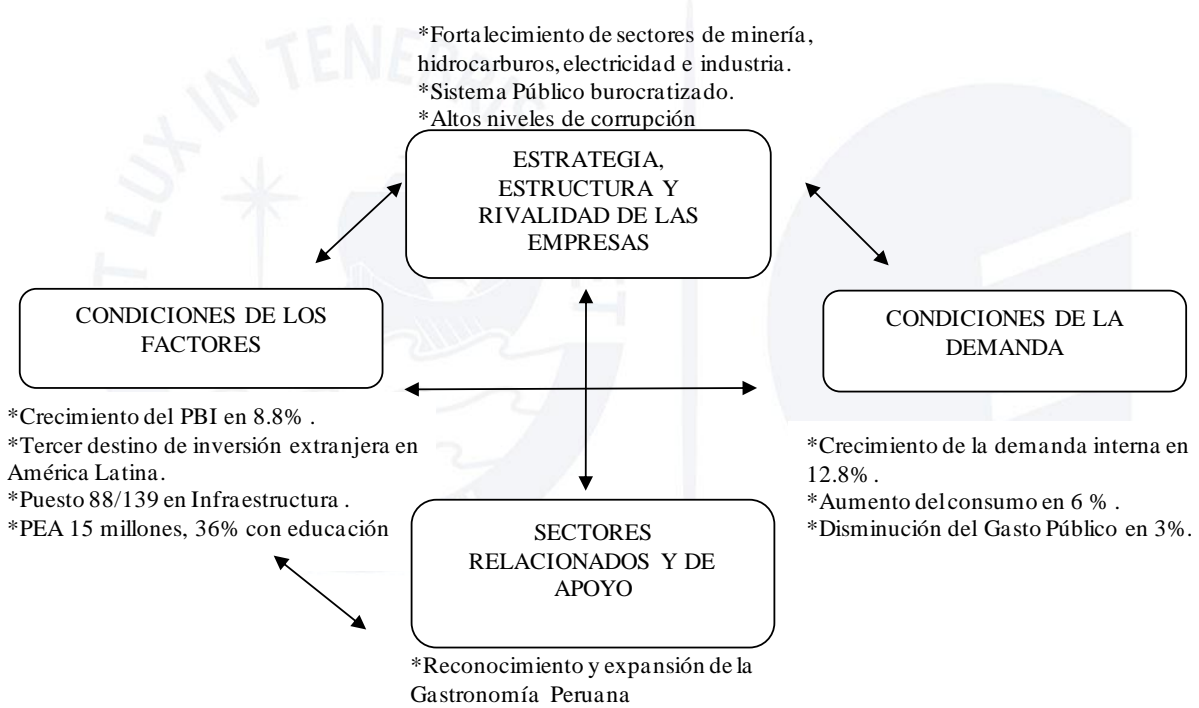 *Fortalecimiento de sectores de minería,
hidrocarburos, electricidad e industria.
*Sistema Público burocratizado.
*Altos niveles de corrupción
ESTRATEGIA,
ESTRUCTURA Y
RIVALIDAD DE LAS
EMPRESAS
CONDICIONES DE LOS
FACTORES
CONDICIONES DE LA
DEMANDA
*Crecimiento del PBI en 8.8% .
*Tercer destino de inversión extranjera en
América Latina.
*Puesto 88/139 en Infraestructura .
*PEA 15 millones, 36% con educación
*Crecimiento de la demanda interna en
12.8% .
*Aumento del consumo en 6 % .
*Disminución del Gasto Público en 3%.
SECTORES
RELACIONADOS Y DE
APOYO
*Reconocimiento y expansión de la
Gastronomía Peruana